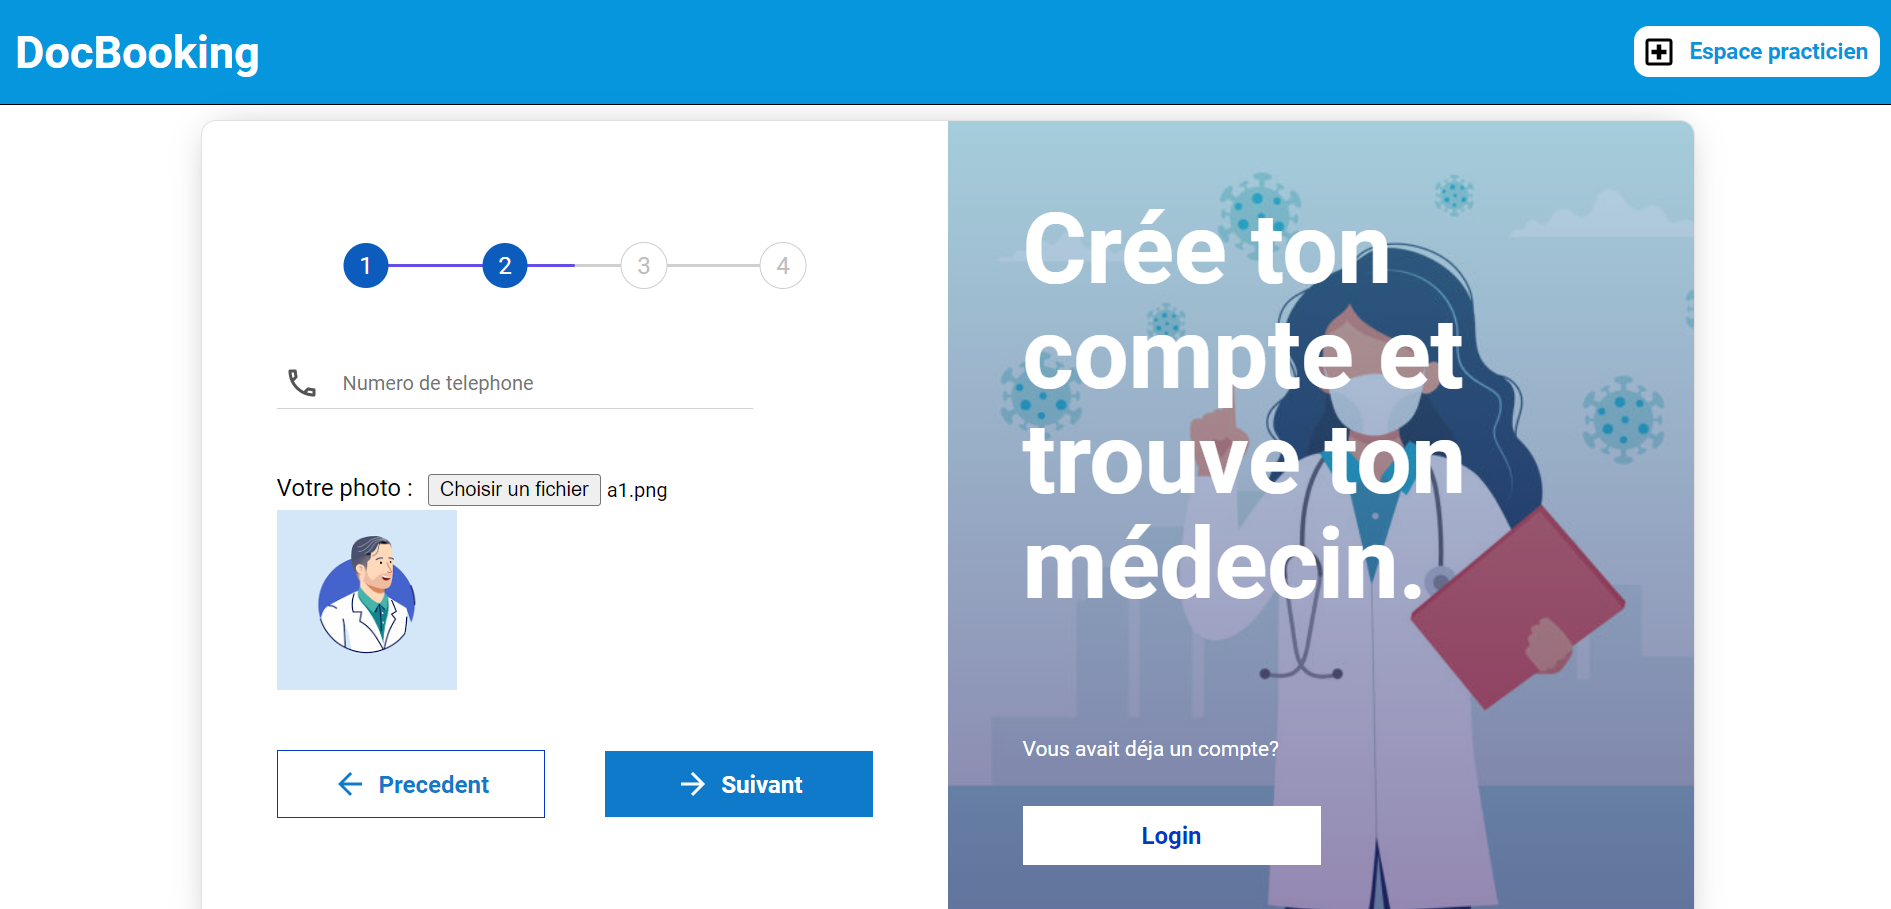 DocBooking
Espace practicien
1 2 3 4
Numero de telephone
Votre photo : Choisir un fichier a1.png
Precedent
Suivant
Crée ton
compte et
trouve ton
médecin.
Vous avait déja un compte?
Login